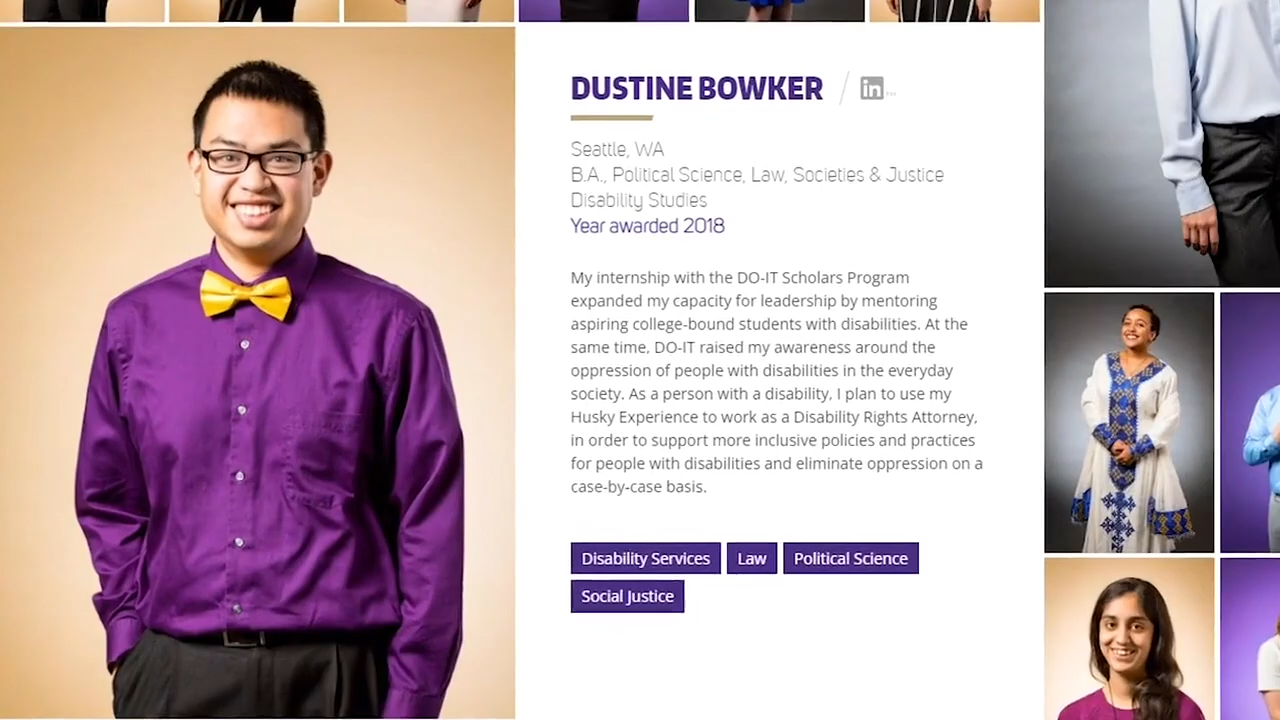 DUSTINE BOWKER / in
Seattle, WA
B.A., Political Science, Law, Societies & Justice
Disability Studies
Year awarded 2018
My internship with the DO-IT Scholars Program
expanded my capacity for leadership by mentoring
aspiring college-bound students with disabilities. At the
same time, DO-IT raised my awareness around the
oppression of people with disabilities in the everyday
society. As a person with a disability, I plan to use my
Husky Experience to work as a Disability Rights Attorney,
in order to support more inclusive policies and practices
for people with disabilities and eliminate oppression on a
case-by-case basis.
Disability Services Law Political Science
Social Justice